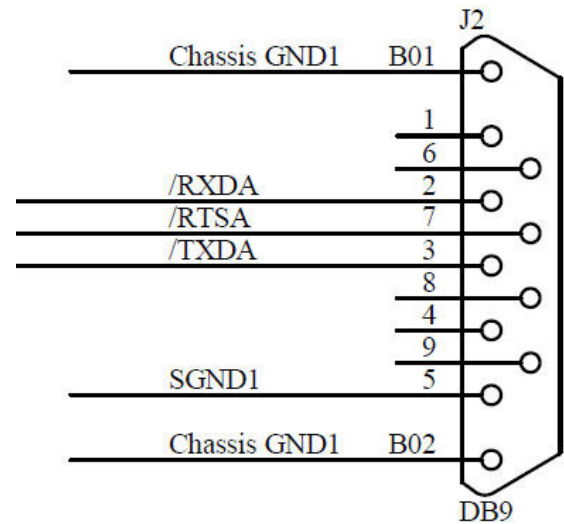 J2
Chassis GND1 B01
1
6
/RXDA 2
/RTSA 7
/TXDA 3
8
4
9
SGND1 5
Chassis GND1 B02
DB9